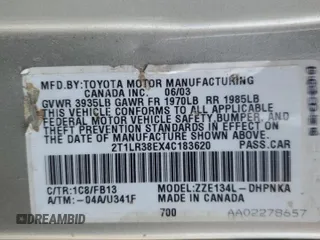 MFD.BY:TOYOTA MOTOR MANUFACTURING
CANADA INC. 06/03
GVWR 3935LB GAWR FR 1970LB RR 1985LB
THIS VEHICLE CONFORMS TO ALL APPLICABLE
FEDERAL MOTOR VEHICLE SAFETY, BUMPER,
AND THEFT PREVENTION STANDARDS IN
EFFECT ON THE DATE OF MANUFACTURE
SHOWN ABOVE.
2T1LR38EX4C183620 PASS.CAR
C/TR:1C8/FB13 MODEL:ZZE134L-DHPNKA
A/TM:-04A/U341F MADE IN CANADA
700 AA02278657